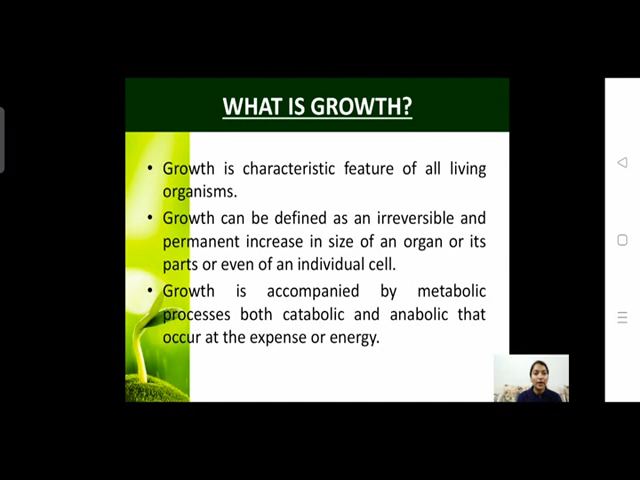 WHAT IS GROWTH?
• Growth is characteristic feature of all living
organisms.
• Growth can be defined as an irreversible and
permanent increase in size of an organ or its
parts or even of an individual cell.
• Growth is accompanied by metabolic
processes both catabolic and anabolic that
occur at the expense or energy.